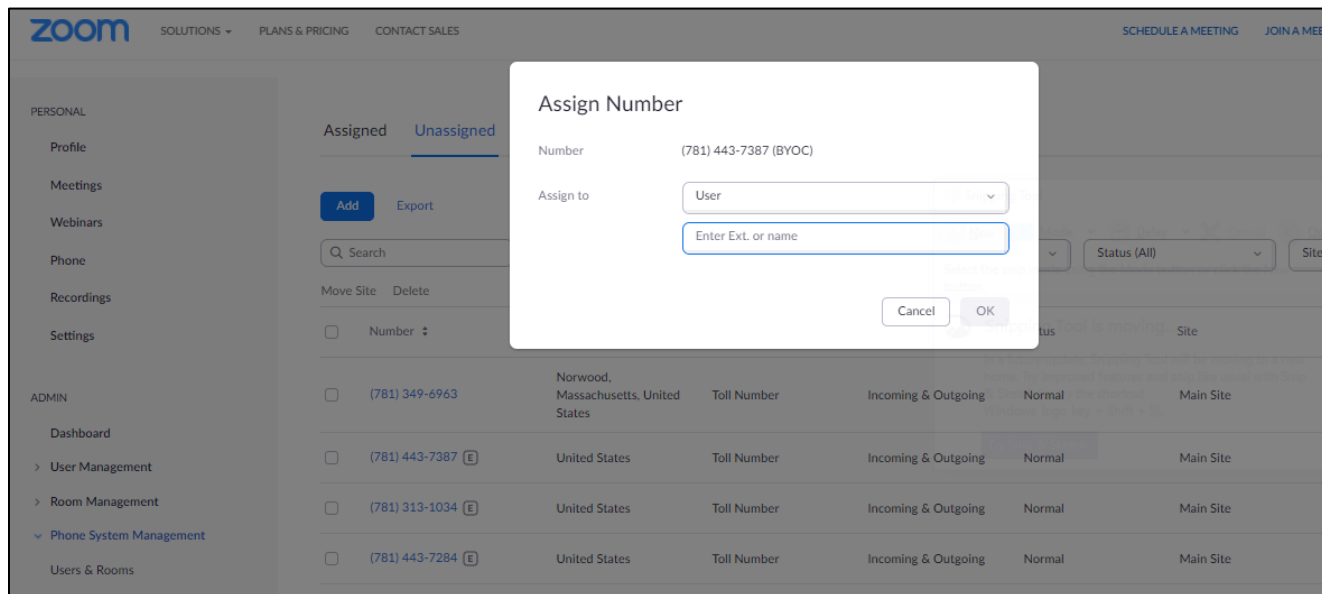 zoom SOLUTIONS PLANS & PRICING CONTACT SALES SCHEDULE A MEETING JOIN A MEE
PERSONAL
Profile
Meetings
Webinars
Phone
Recordings
Settings
ADMIN
Dashboard
User Management
Room Management
Phone System Management
Users & Rooms
Assigned Unassigned
Add Export
Search Status (All) Site
Move Site Delete
Assign Number
Number (781) 443-7387 (BYOC)
Assign to User
Enter Ext. or name
Cancel OK
Number tus Site
(781) 349-6963 Norwood, Massachusetts, United States Toll Number Incoming & Outgoing Normal Main Site
(781) 443-7387 E United States Toll Number Incoming & Outgoing Normal Main Site
(781) 313-1034 E United States Toll Number Incoming & Outgoing Normal Main Site
(781) 443-7284 E United States Toll Number Incoming & Outgoing Normal Main Site